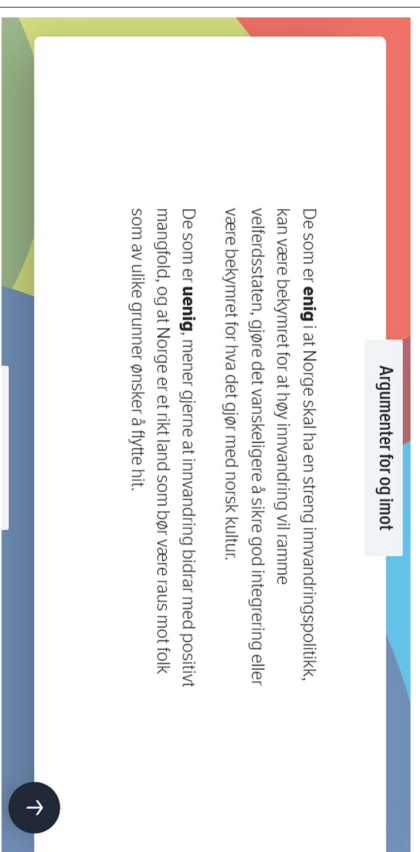 Argumenter for og imot
De som er enig i at Norge skal ha en streng innvandringspolitikk,
kan være bekymret for at høy innvandring vil ramme
velferdsstaten, gjøre det vanskeligere å sikre god integrering eller
være bekymret for hva det gjør med norsk kultur.
De som er uenig, mener gjerne at innvandring bidrar med positivt
mangfold, og at Norge er et rikt land som bør være raus mot folk
som av ulike grunner ønsker å flytte hit.